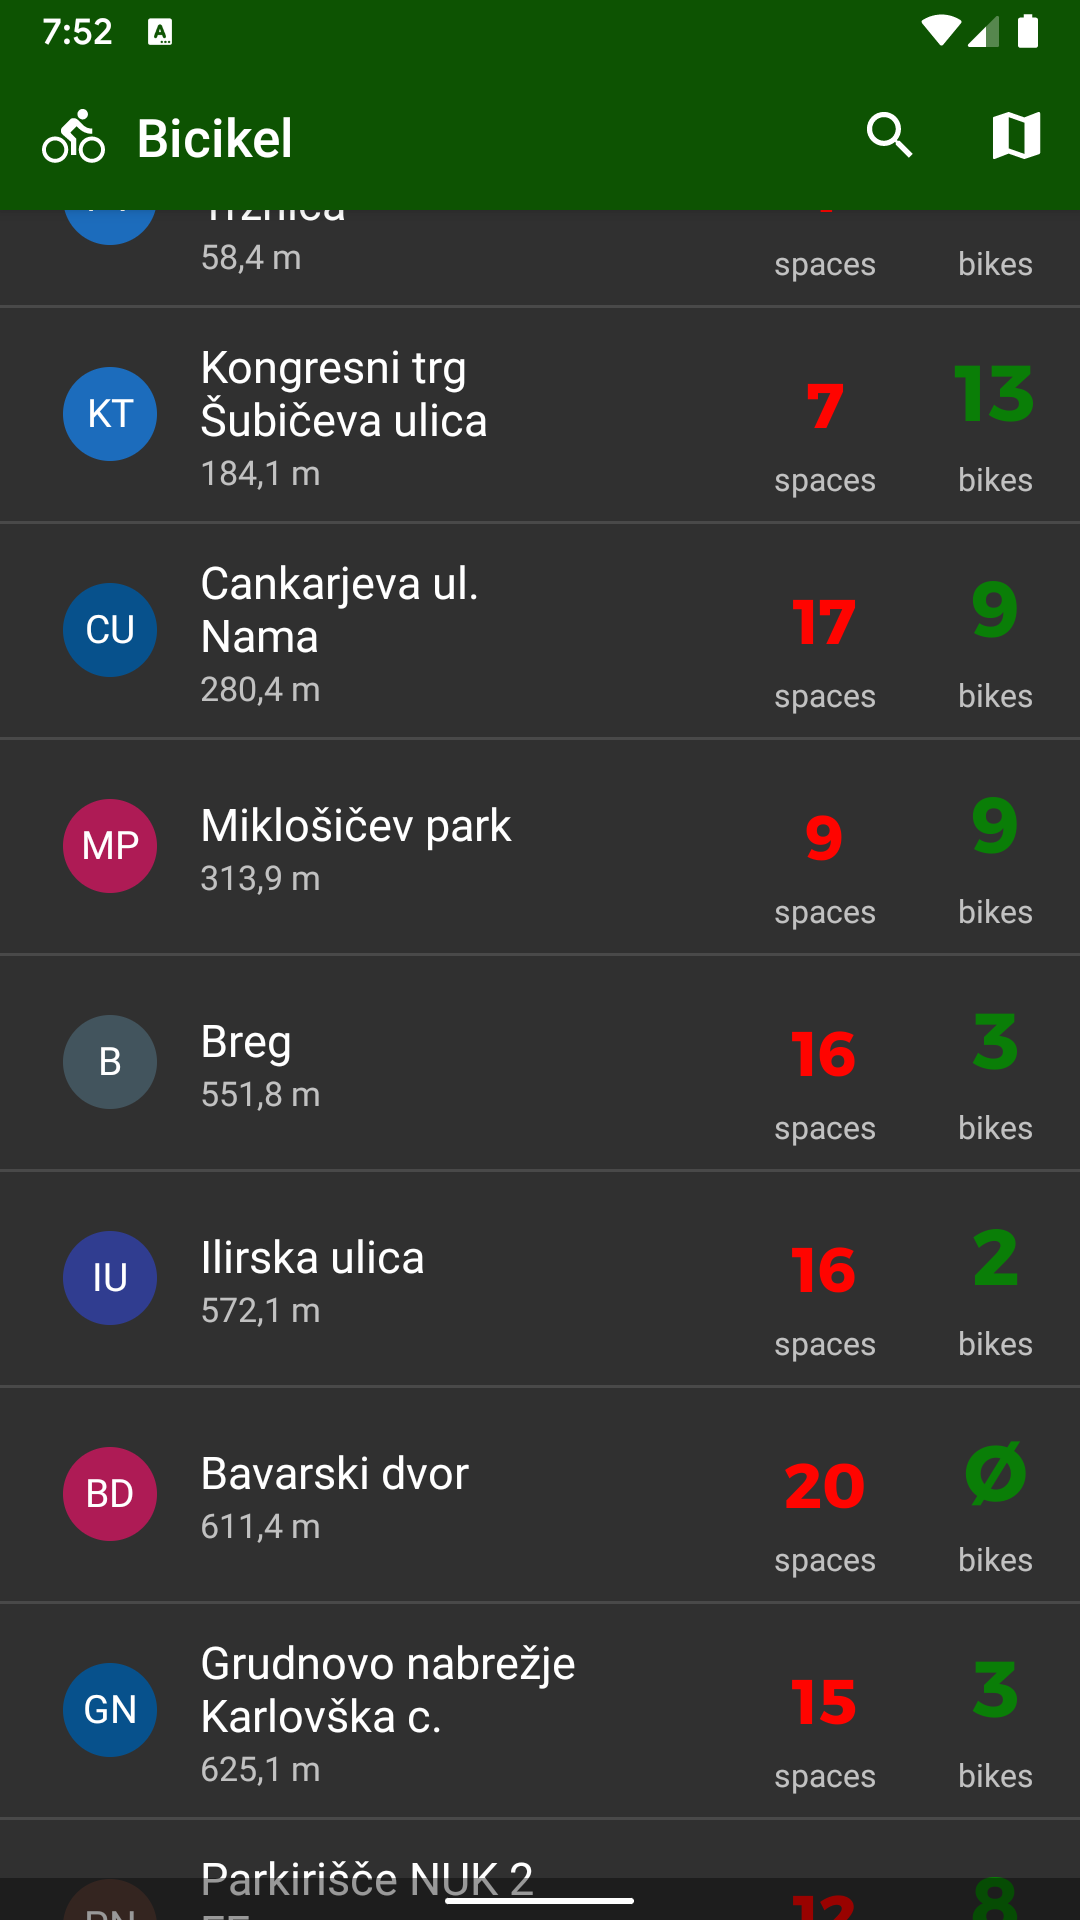 7:52
Bicikel
Tržnica
58,4 m
spaces
bikes
KT
Kongresni trg
Šubičeva ulica
184,1 m
7
spaces
13
bikes
CU
Cankarjeva ul.
Nama
280,4 m
17
spaces
9
bikes
MP
Miklošičev park
313,9 m
9
spaces
9
bikes
B
Breg
551,8 m
16
spaces
3
bikes
IU
Ilirska ulica
572,1 m
16
spaces
2
bikes
BD
Bavarski dvor
611,4 m
20
spaces
Ø
bikes
GN
Grudnovo nabrežje
Karlovška c.
625,1 m
15
spaces
3
bikes
PN
Parkirišče NUK 2
12
8